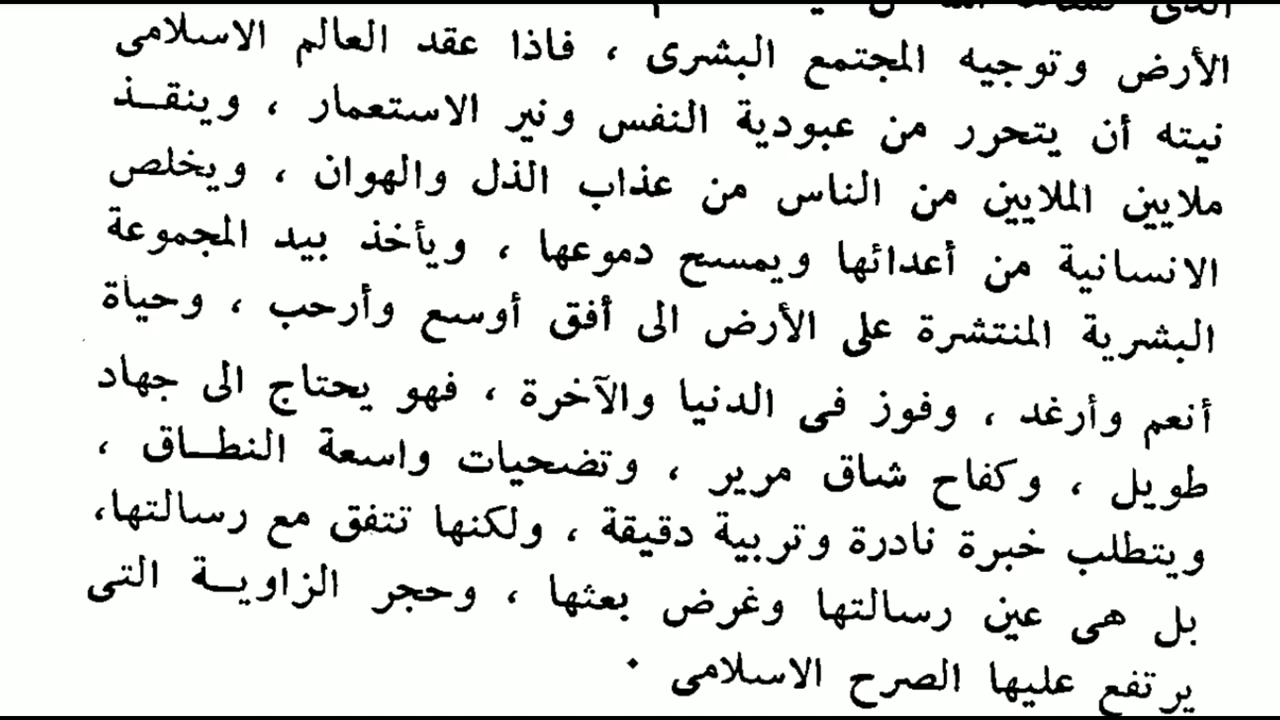 الأرض وتوجيه المجتمع البشرى ، فاذا عقد العالم الاسلامى
نيته أن يتحرر من عبودية النفس ونير الاستعمار ، وينقــذ
ملايين الملايين من الناس من عذاب الذل والهوان ، ويخلص
الانسانية من أعدائها ويمسح دموعها ، ويأخذ بيد المجموعة
البشرية المنتشرة على الأرض الى أفق أوسع وأرحب ، وحياة
أنعم وأرغد ، وفوز فى الدنيا والآخرة ، فهو يحتاج الى جهاد
طويل ، وكفاح شاق مرير ، وتضحيات واسعة النطــاق ،
ويتطلب خبرة نادرة وتربية دقيقة ، ولكنها تتفق مع رسالتها،
بل هى عين رسالتها وغرض بعثها ، وحجر الزاويــة التى
يرتفع عليها الصرح الاسلامى ٠